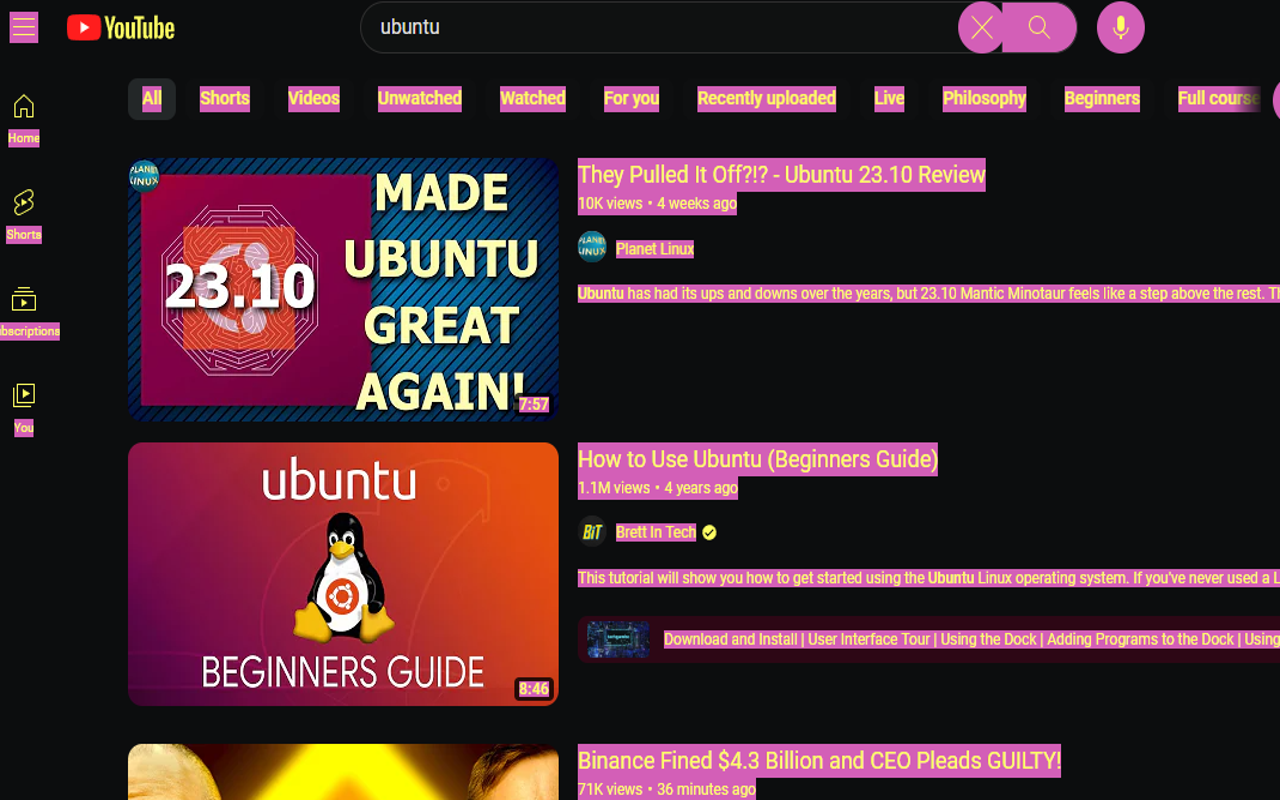 YouTube
ubuntu
All Shorts Videos Unwatched Watched For you Recently uploaded Live Philosophy Beginners Full course
Home
Shorts
bscriptions
You
PLANET LINUX
MADE
UBUNTU
GREAT
AGAIN!
23.10
7:57
They Pulled It Off?!? - Ubuntu 23.10 Review
10K views • 4 weeks ago
PLANET LINUX
Planet Linux
Ubuntu has had its ups and downs over the years, but 23.10 Mantic Minotaur feels like a step above the rest. Th
ubuntu
BEGINNERS GUIDE
8:46
How to Use Ubuntu (Beginners Guide)
1.1M views • 4 years ago
BiT
Brett In Tech
This tutorial will show you how to get started using the Ubuntu Linux operating system. If you've never used a L
Download and Install | User Interface Tour | Using the Dock | Adding Programs to the Dock | Using
Binance Fined $4.3 Billion and CEO Pleads GUILTY!
71K views • 36 minutes ago